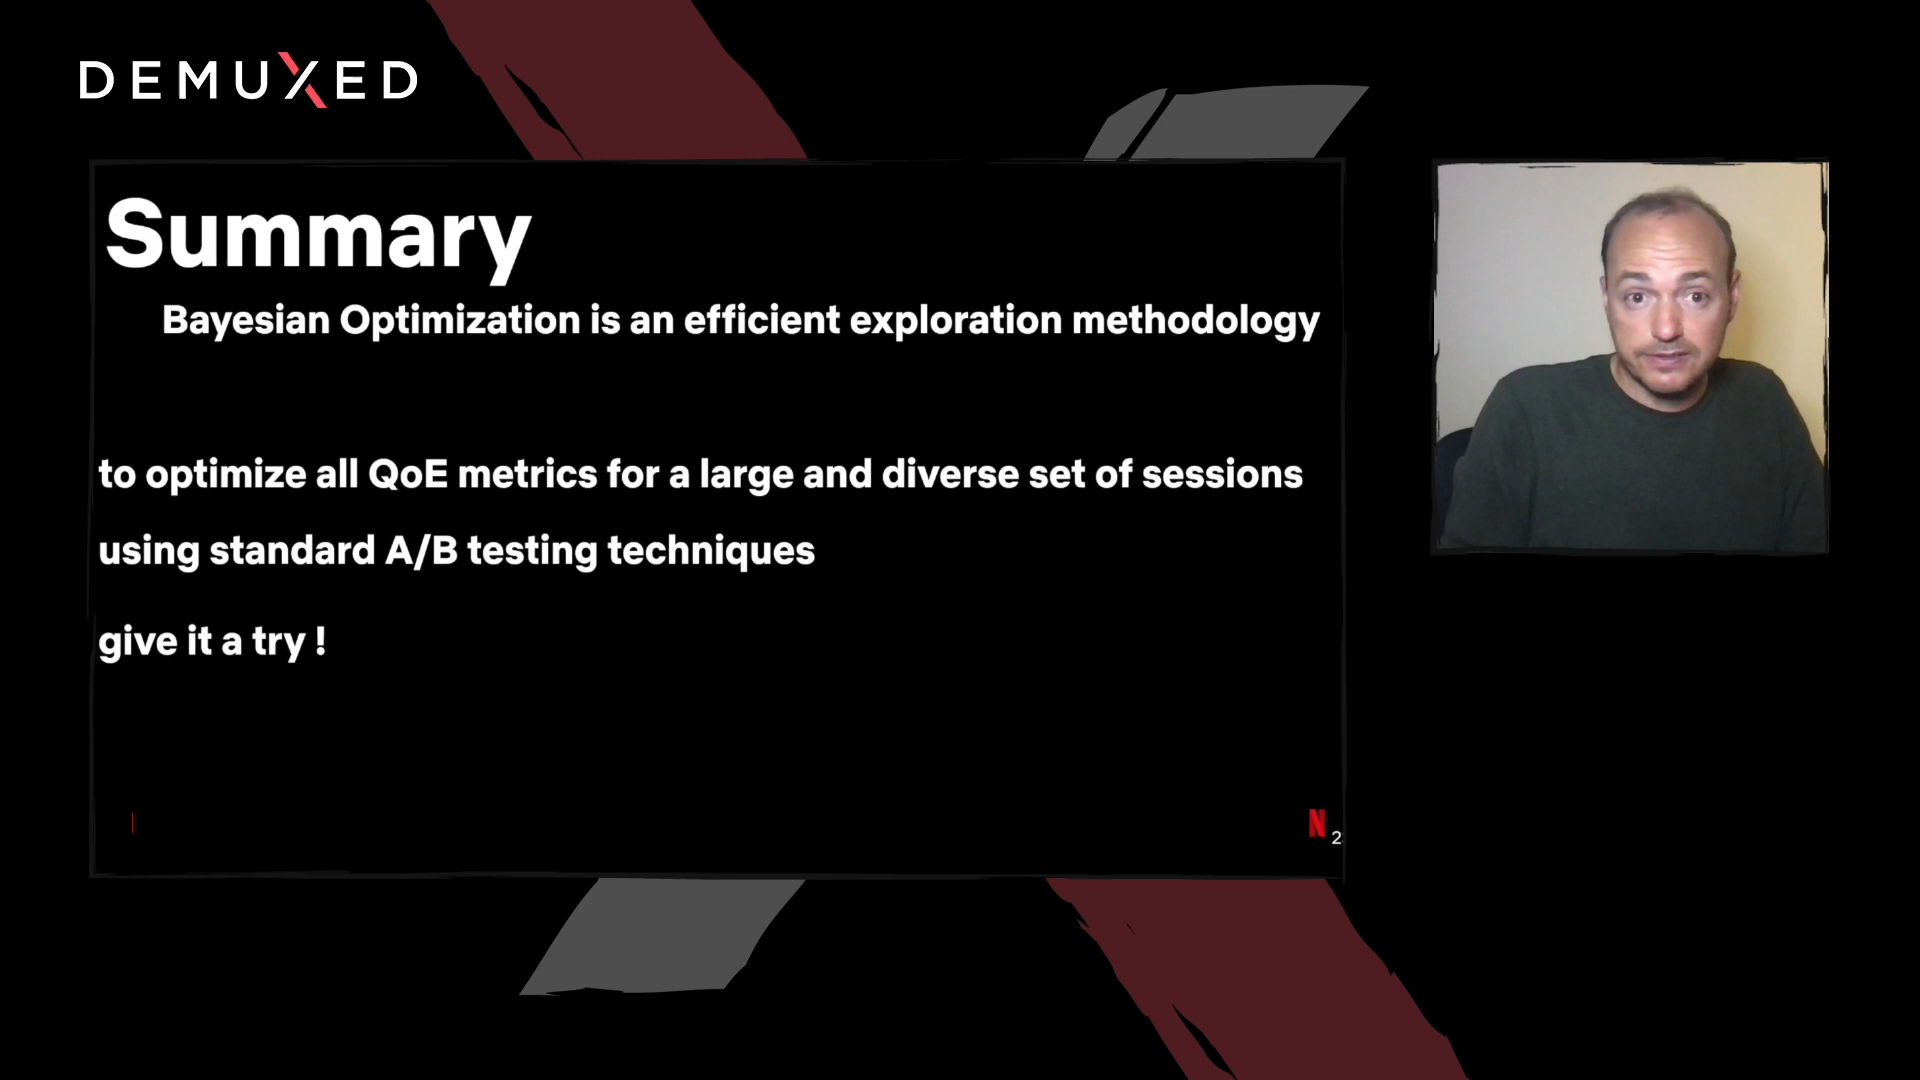 DEMUXED
Summary
Bayesian Optimization is an efficient exploration methodology
to optimize all QoE metrics for a large and diverse set of sessions
using standard A/B testing techniques
give it a try !
N
2